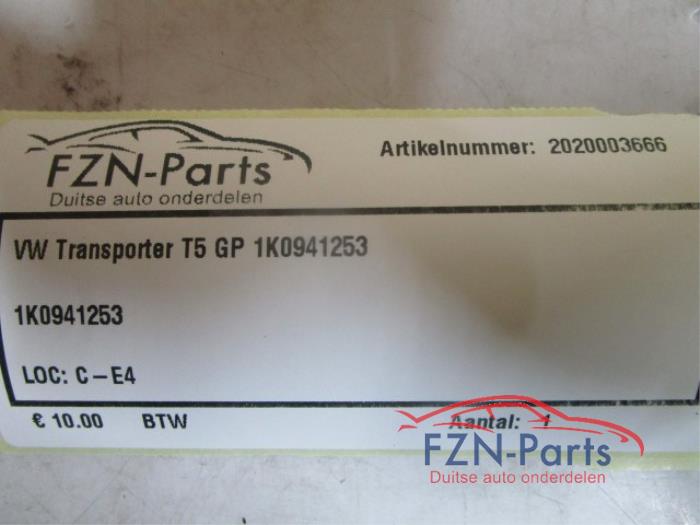 FZN-Parts
Duitse auto onderdelen
Artikelnummer: 2020003666
VW Transporter T5 GP 1K0941253
1K0941253
LOC: C-E4
€ 10.00 BTW Aantal: 1
FZN-Parts
Duitse auto onderdelen